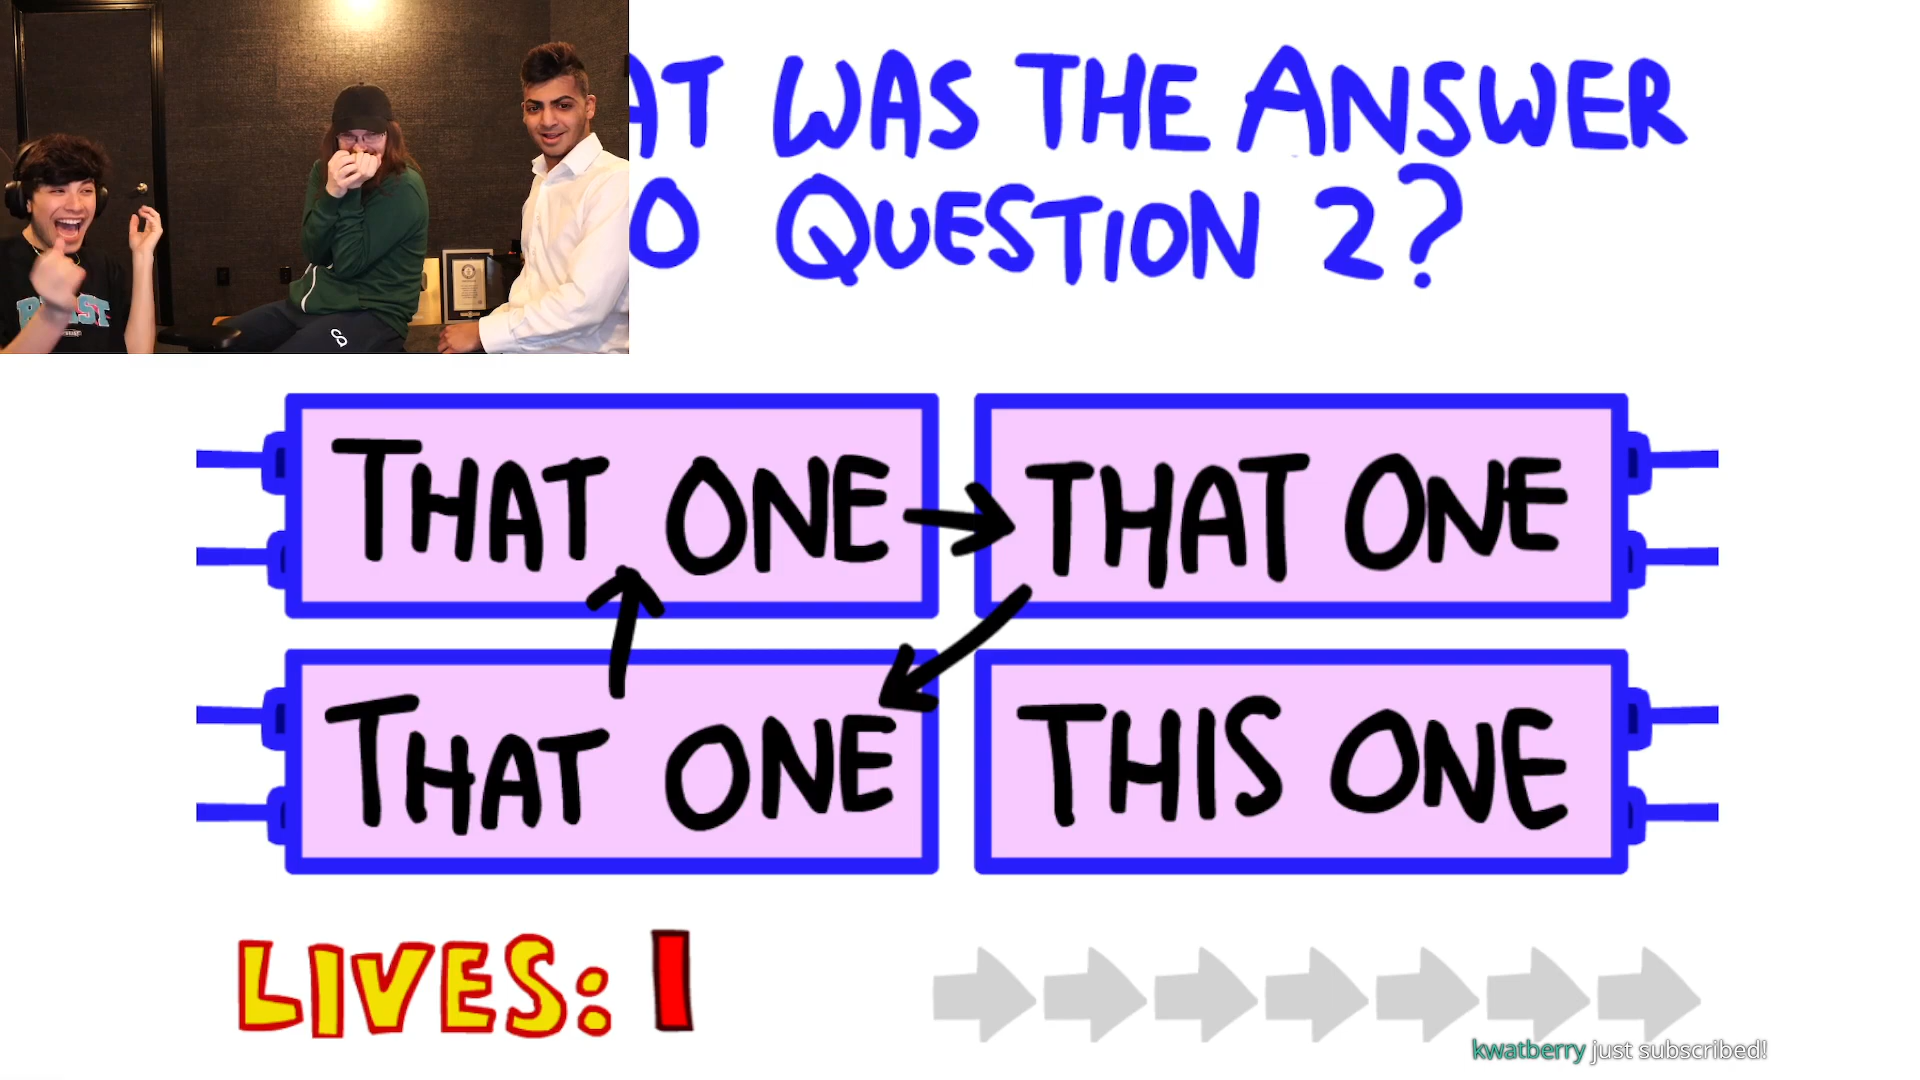 AT WAS THE ANSWER
O QUESTION 2?
THAT ONE
THAT ONE
THAT ONE
THIS ONE
LIVES: 1
kwatberry just subscribed!